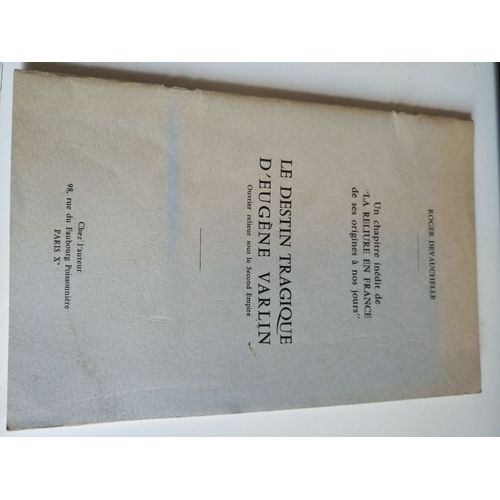 ROGER DEVAUCHELLE
Un chapitre inédit de
"LA RELIURE EN FRANCE
de ses origines à nos jours"
LE DESTIN TRAGIQUE
D'EUGÈNE VARLIN
Ouvrier relieur sous le Second Empire
Chez l'auteur
98, rue du Faubourg Poissonnière
PARIS Xe